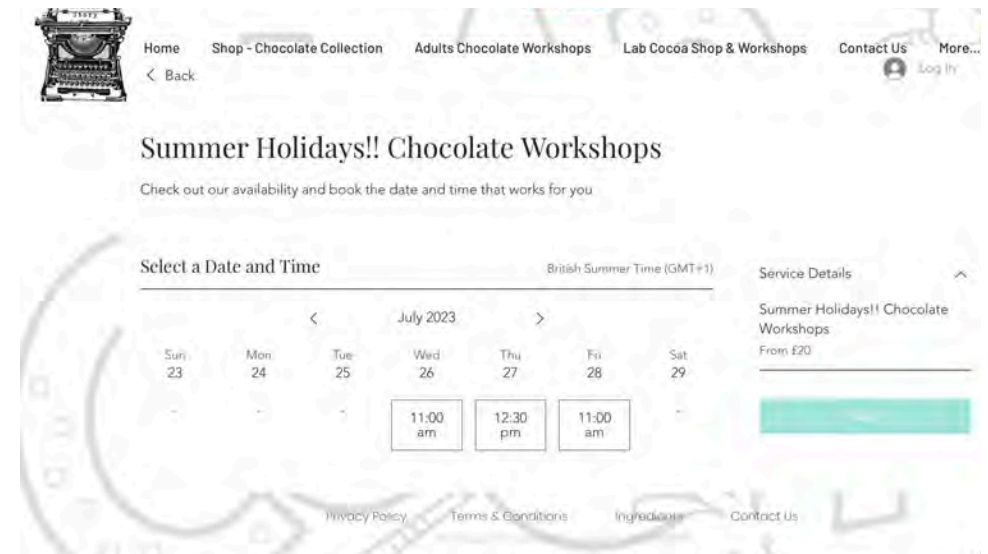 Home Shop - Chocolate Collection Adults Chocolate Workshops Lab Cocoa Shop & Workshops Contact Us More...
< Back
Log In
Summer Holidays!! Chocolate Workshops
Check out our availability and book the date and time that works for you
Select a Date and Time
British Summer Time (GMT+1)
< July 2023 >
Sun Mon Tue Wed Thu Fri Sat
23 24 25 26 27 28 29
- - - 11:00 am 12:30 pm 11:00 am -
Service Details
Summer Holidays!! Chocolate
Workshops
From £20
Privacy Policy Terms & Conditions Ingredients Contact Us